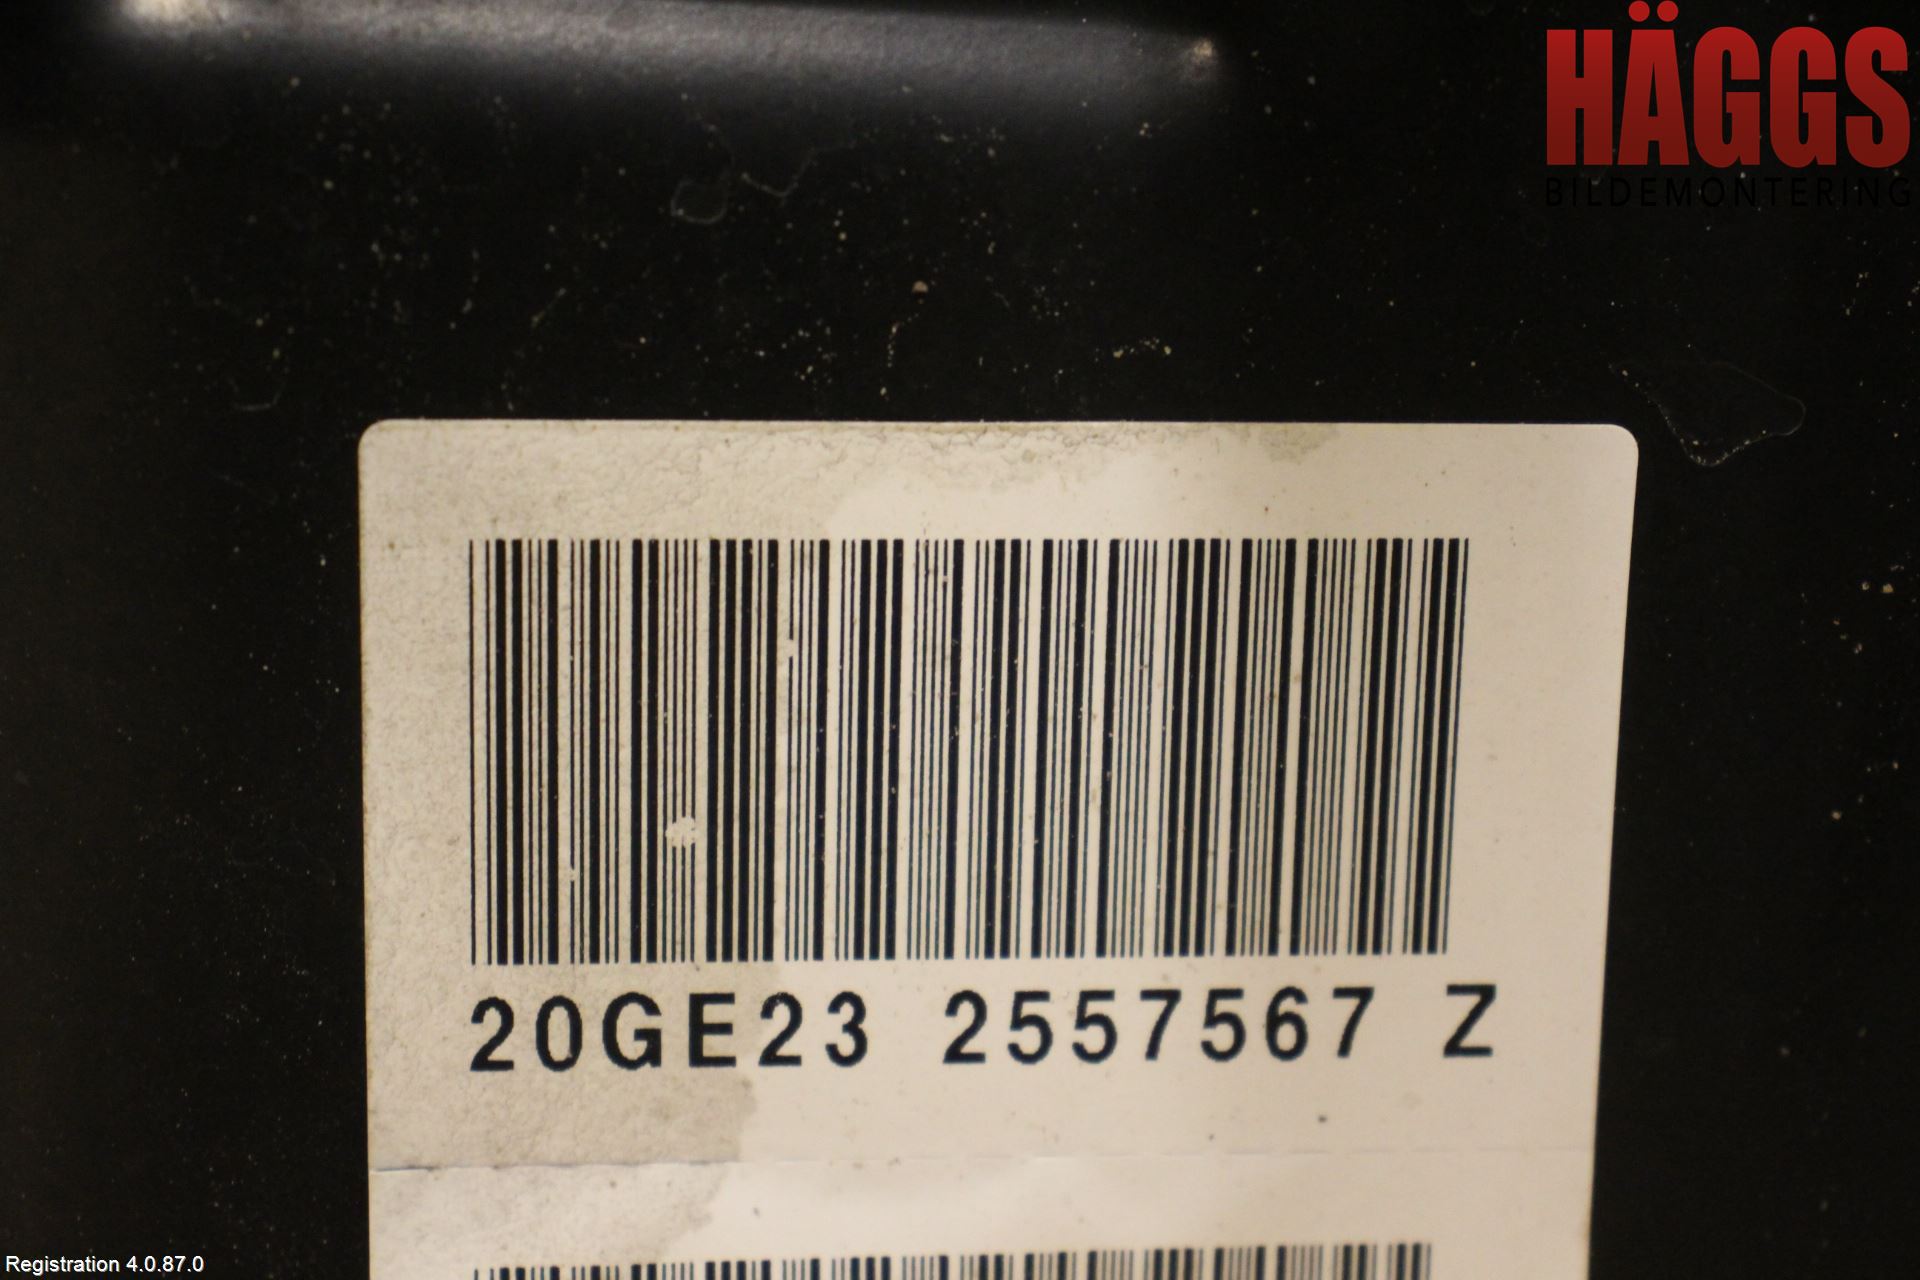 HÄGGS
BILDEMONTERING
20GE23 2557567 Z
Registration 4.0.87.0